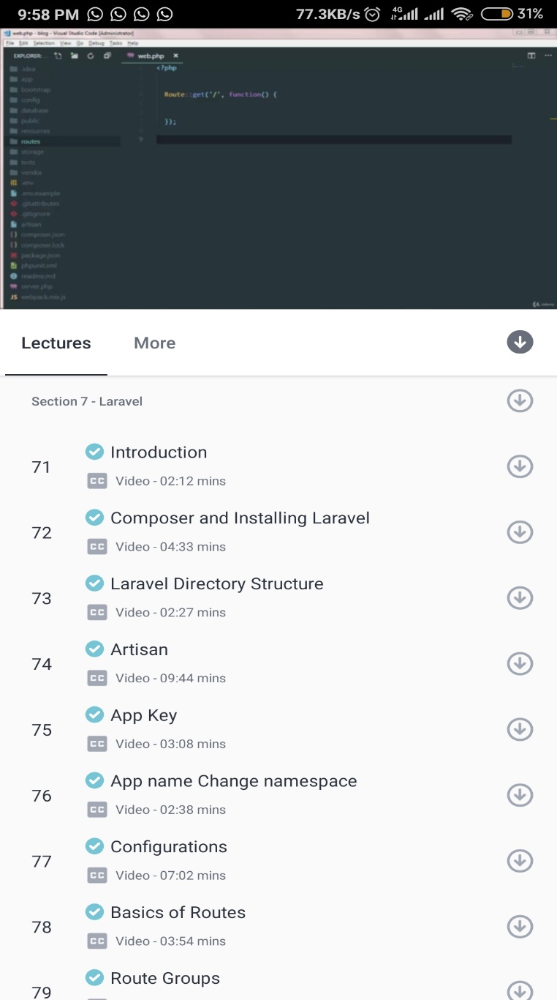 9:58 PM 77.3KB/s 4G 31%
web.php - blog - Visual Studio Code [Administrator]
File Edit Selection View Go Debug Tasks Help
EXPLORER: web.php
.idea
app
bootstrap
config
database
public
resources
routes
storage
tests
vendor
.env
.env.example
.gitattributes
.gitignore
artisan
{ } composer.json
{ } composer.lock
package.json
phpunit.xml
readme.md
server.php
JS webpack.mix.js
<?php
Route::get('/', function() {
});
9
Udemy
Lectures More
Section 7 - Laravel
71 Introduction
CC Video - 02:12 mins
72 Composer and Installing Laravel
CC Video - 04:33 mins
73 Laravel Directory Structure
CC Video - 02:27 mins
74 Artisan
CC Video - 09:44 mins
75 App Key
CC Video - 03:08 mins
76 App name Change namespace
CC Video - 02:38 mins
77 Configurations
CC Video - 07:02 mins
78 Basics of Routes
CC Video - 03:54 mins
79 Route Groups